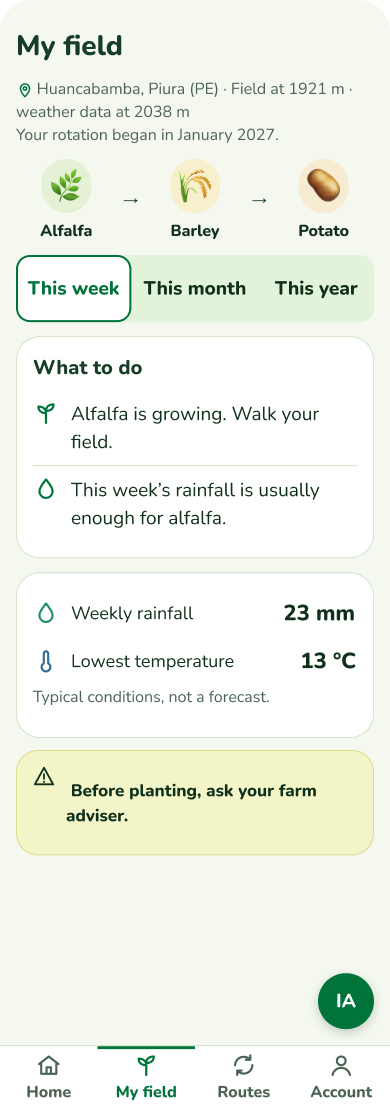 My field
Huancabamba, Piura (PE) · Field at 1921 m ·
weather data at 2038 m
Your rotation began in January 2027.
→ →
Alfalfa Barley Potato
This week This month This year
What to do
Alfalfa is growing. Walk your
field.
This week’s rainfall is usually
enough for alfalfa.
Weekly rainfall 23 mm
Lowest temperature 13 °C
Typical conditions, not a forecast.
Before planting, ask your farm
adviser.
IA
Home My field Routes Account